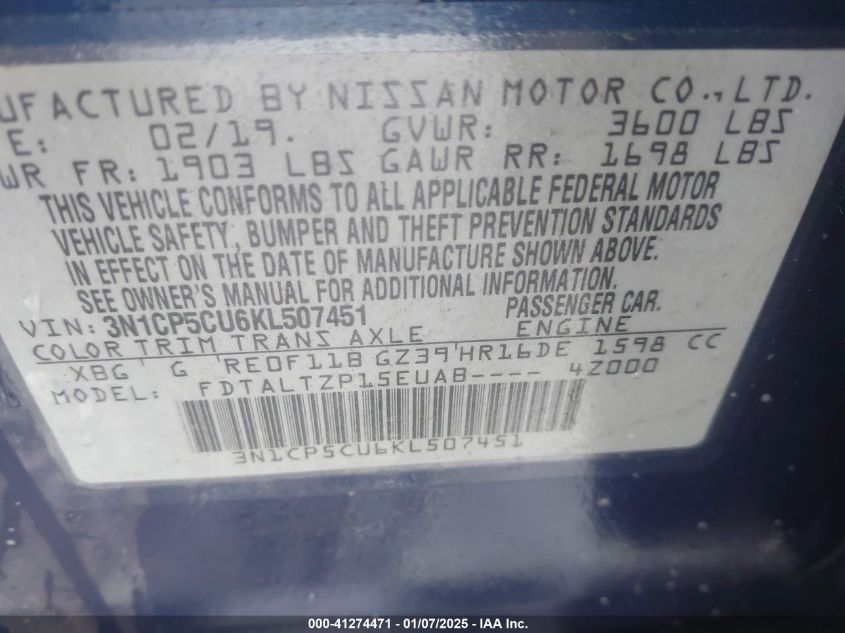 UFACTURED BY NISSAN MOTOR CO., LTD.
E: 02/19. GVWR: 3600 LBS
WR FR: 1903 LBS GAWR RR: 1698 LBS
THIS VEHICLE CONFORMS TO ALL APPLICABLE FEDERAL MOTOR
VEHICLE SAFETY, BUMPER AND THEFT PREVENTION STANDARDS
IN EFFECT ON THE DATE OF MANUFACTURE SHOWN ABOVE.
SEE OWNER'S MANUAL FOR ADDITIONAL INFORMATION.
VIN: 3N1CP5CU6KL507451 PASSENGER CAR.
COLOR TRIM TRANS AXLE ENGINE
XBG G RE0F11B GZ39 HR16DE 1598 CC
MODEL: FDTALTZP15EUAB---- 4Z000
3N1CP5CU6KL507451
000-41274471 | 01/07/2025 - IAA Inc.